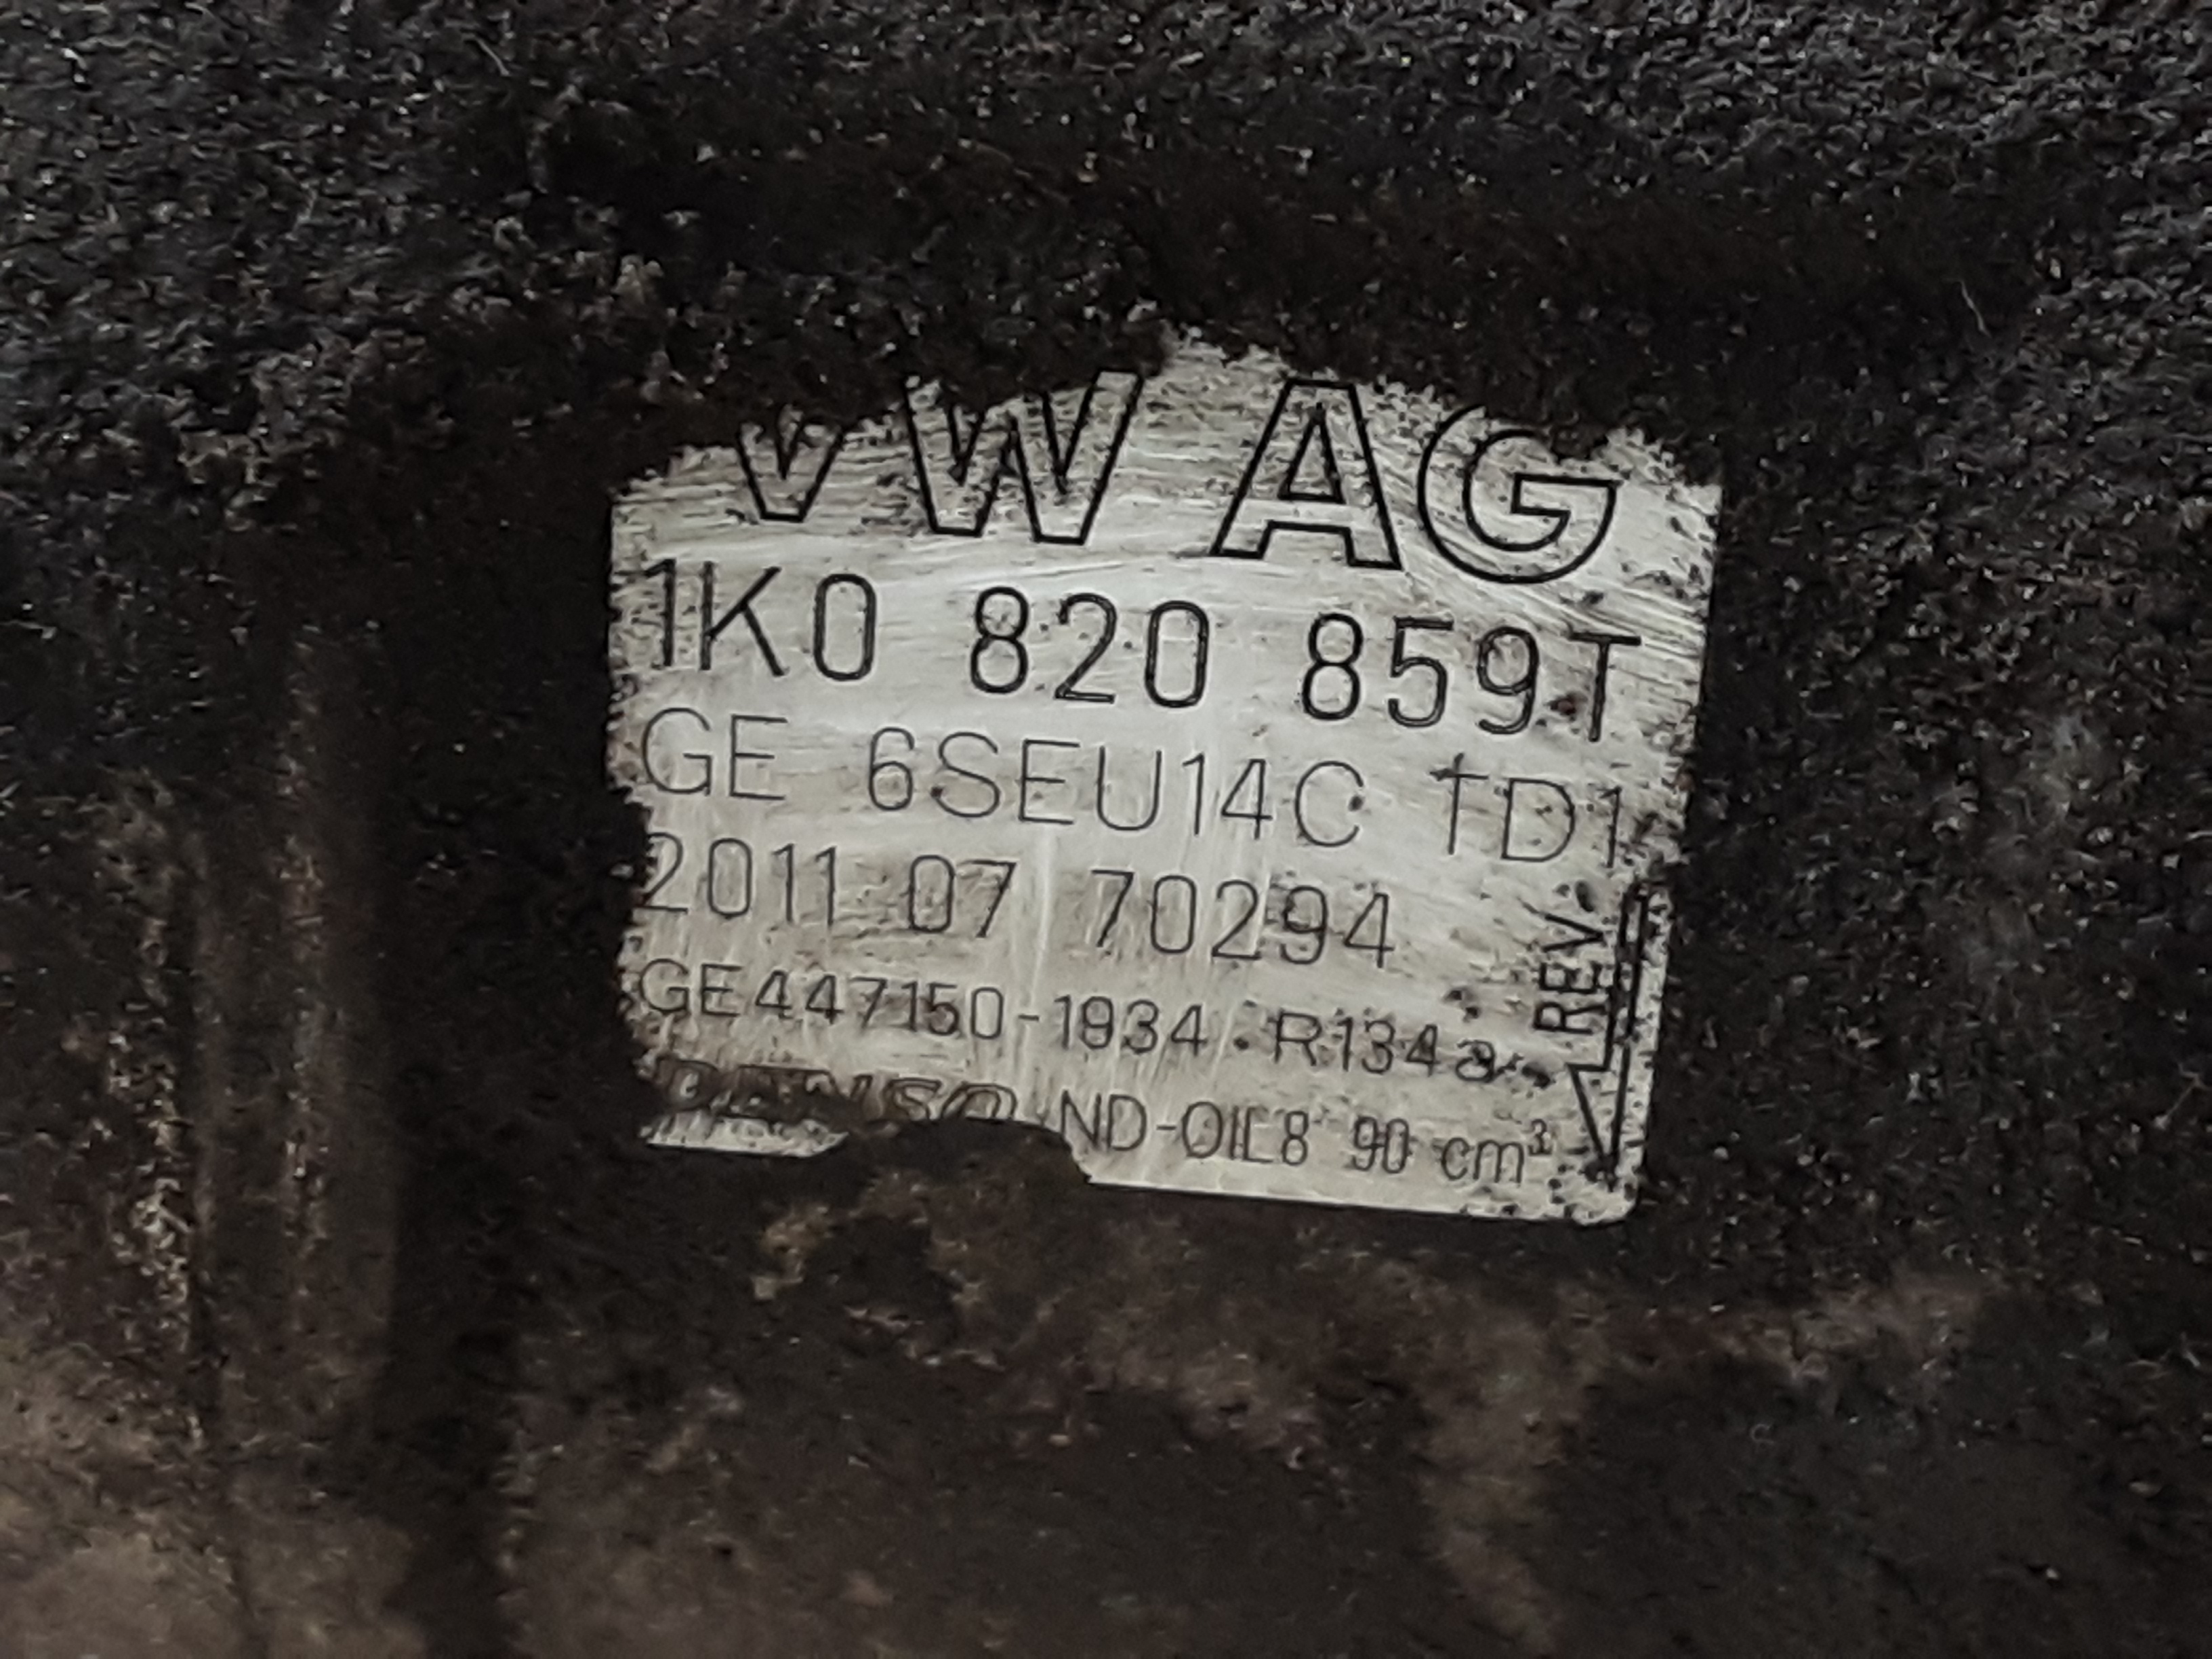 VW AG
1K0 820 859T
GE 6SEU14C TD1
2011 07 70294
GE447150-1934 R134a
DENSO ND-OIL8 90 cm³
REV